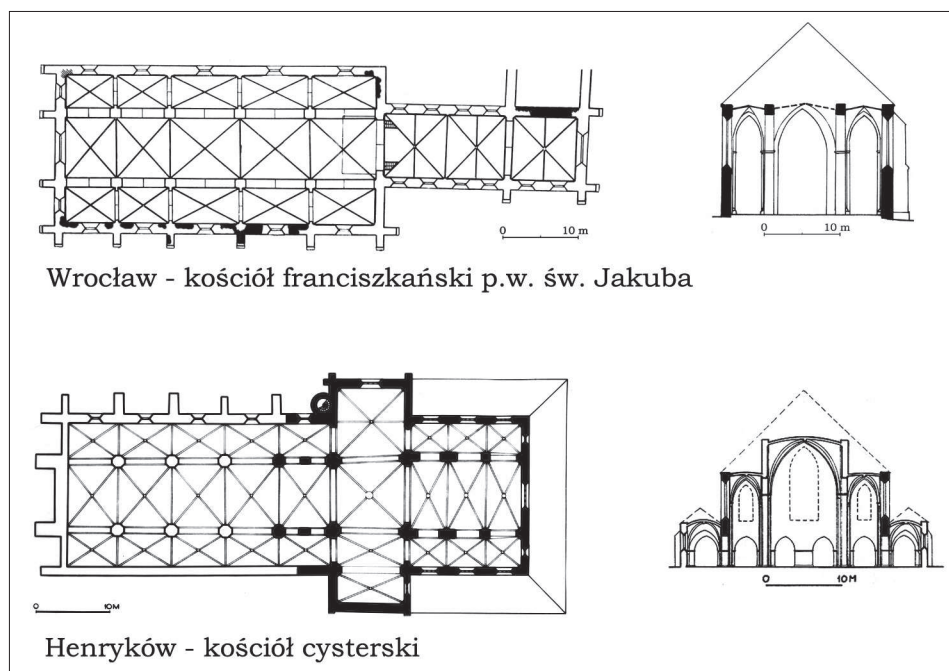 0 10 m
0 10 m
Wrocław - kościół franciszkański p.w. św. Jakuba
0 10M
0 10M
Henryków - kościół cysterski